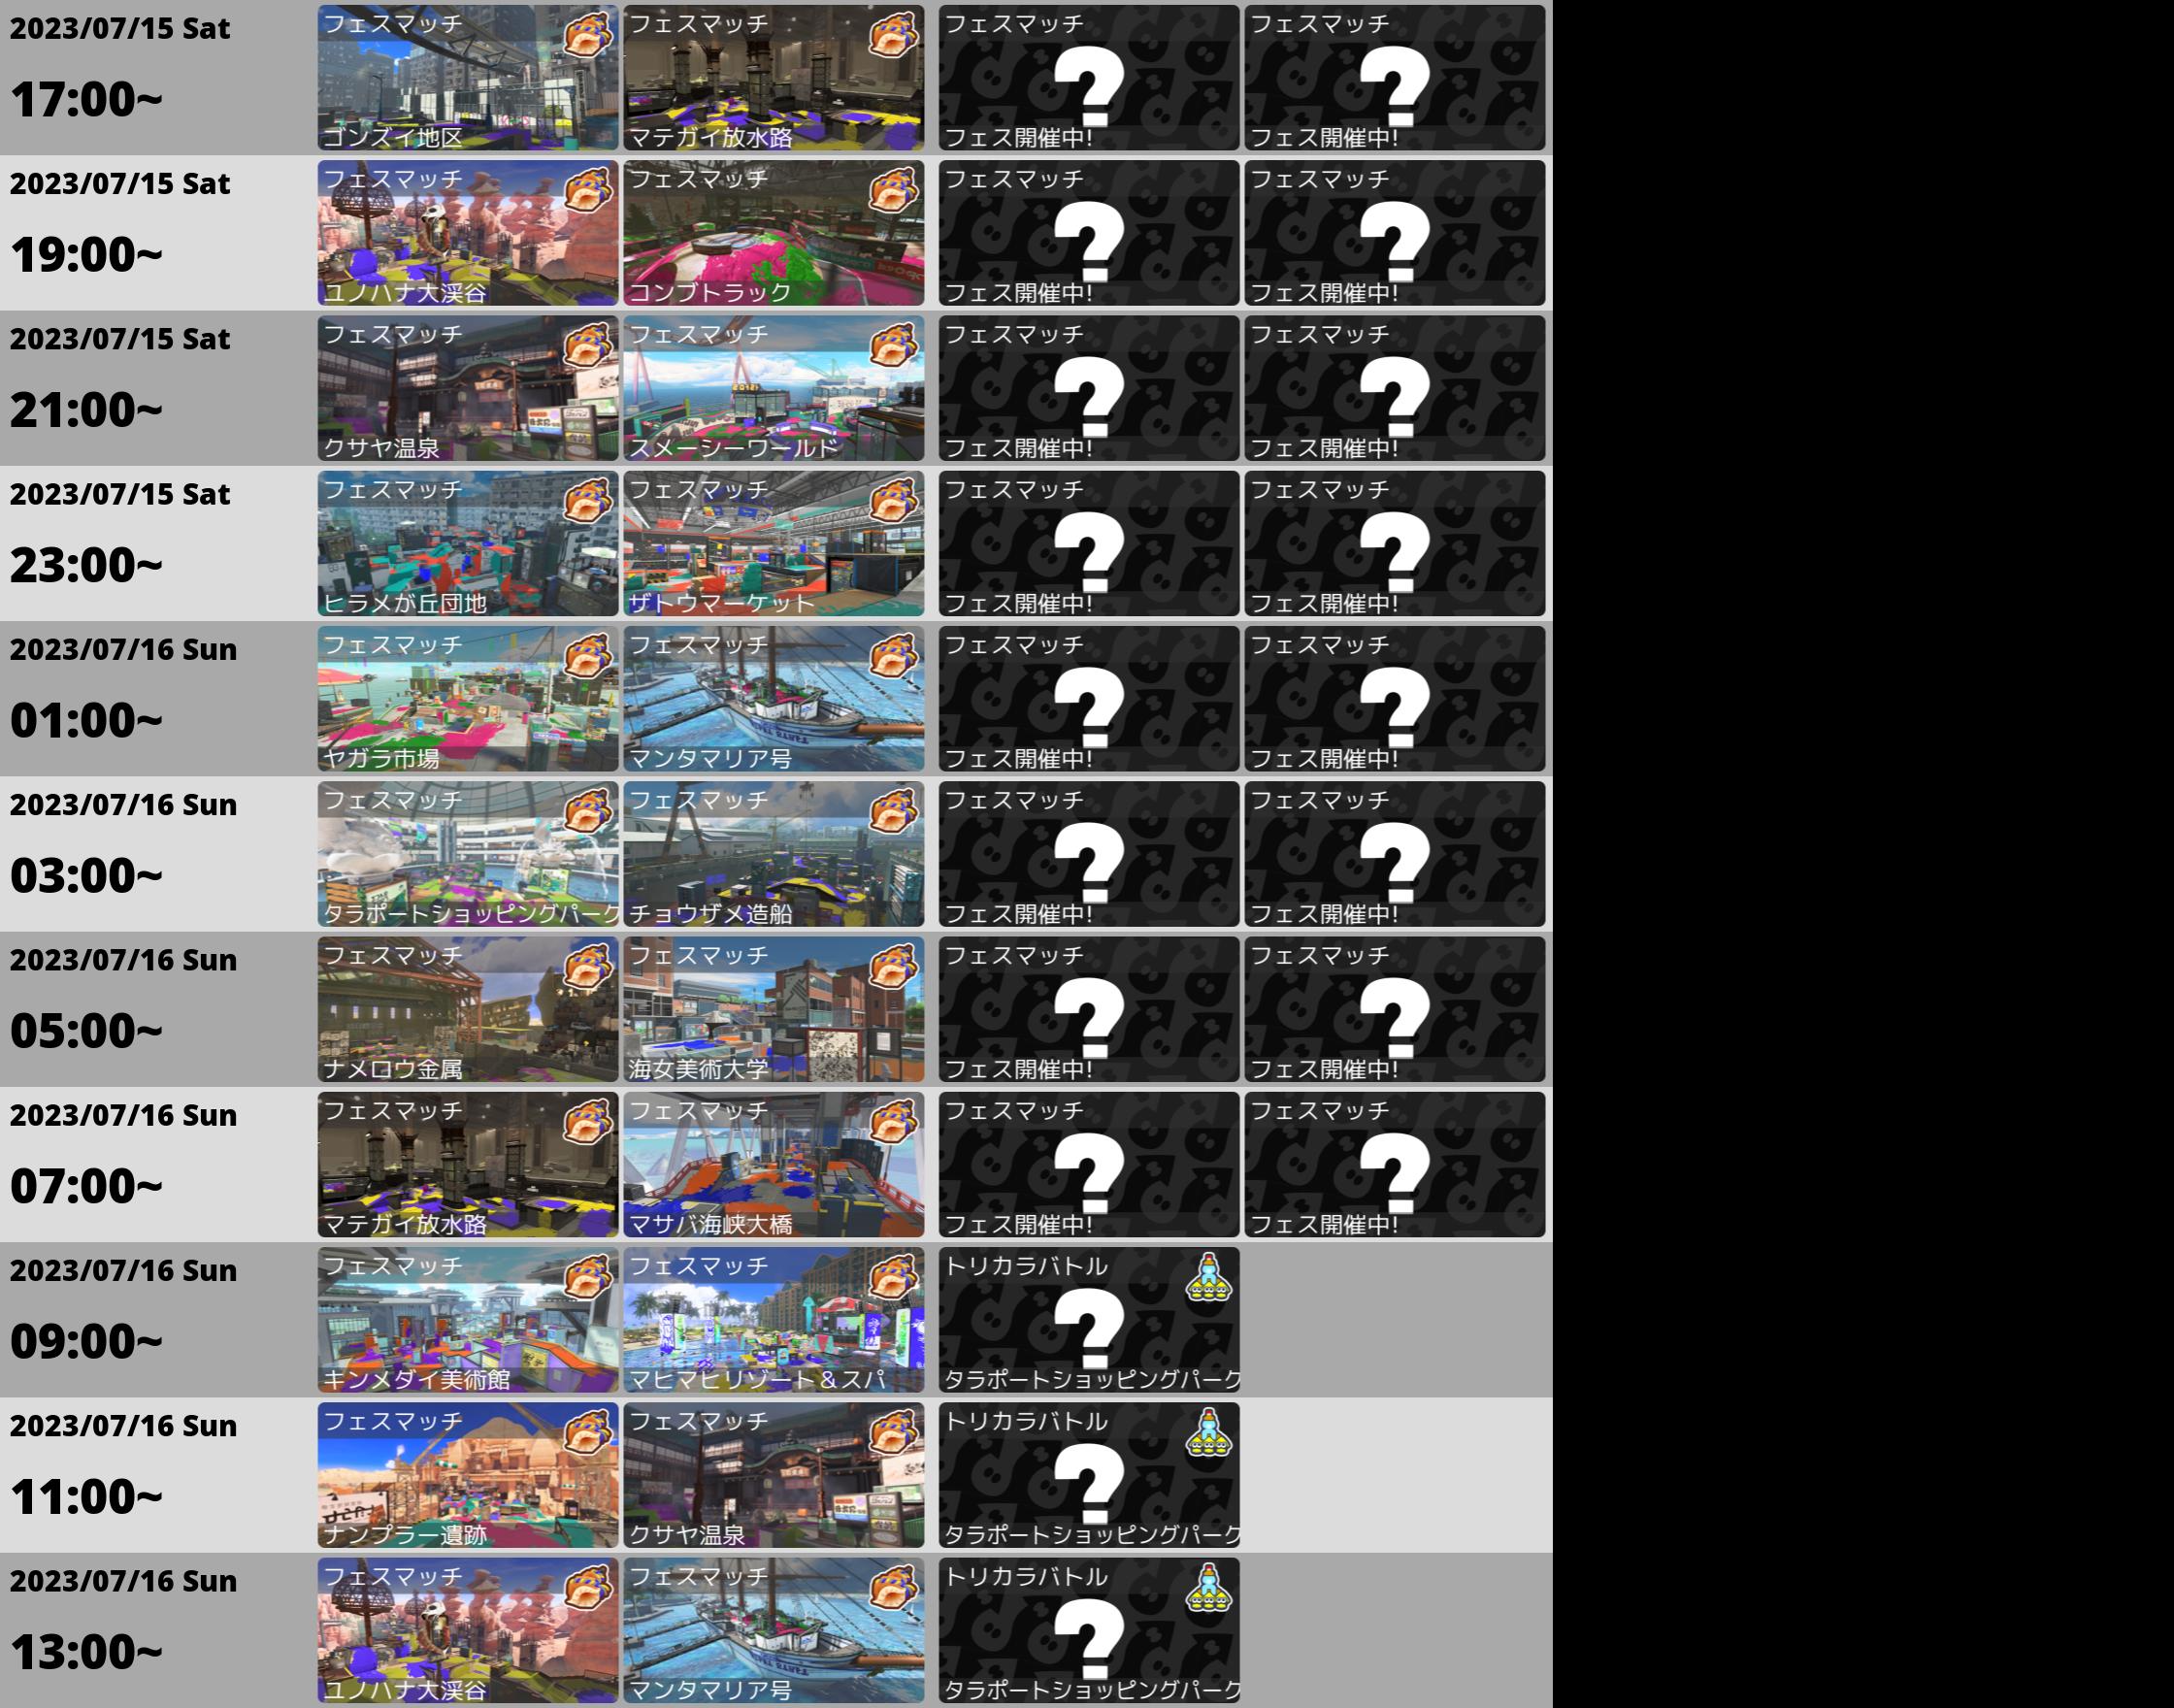 2023/07/15 Sat
17:00~
フェスマッチ
ゴンズイ地区
フェスマッチ
マテガイ放水路
フェスマッチ
?
フェス開催中!
フェスマッチ
?
フェス開催中!
2023/07/15 Sat
19:00~
フェスマッチ
ユノハナ大渓谷
フェスマッチ
コンブトラック
フェスマッチ
?
フェス開催中!
フェスマッチ
?
フェス開催中!
2023/07/15 Sat
21:00~
フェスマッチ
クサヤ温泉
フェスマッチ
スメーシーワールド
フェスマッチ
?
フェス開催中!
フェスマッチ
?
フェス開催中!
2023/07/15 Sat
23:00~
フェスマッチ
ヒラメが丘団地
フェスマッチ
ザトウマーケット
フェスマッチ
?
フェス開催中!
フェスマッチ
?
フェス開催中!
2023/07/16 Sun
01:00~
フェスマッチ
ヤガラ市場
フェスマッチ
マンタマリア号
フェスマッチ
?
フェス開催中!
フェスマッチ
?
フェス開催中!
2023/07/16 Sun
03:00~
フェスマッチ
タラポートショッピングパーク
フェスマッチ
チョウザメ造船
フェスマッチ
?
フェス開催中!
フェスマッチ
?
フェス開催中!
2023/07/16 Sun
05:00~
フェスマッチ
ナメロウ金属
フェスマッチ
海女美術大学
フェスマッチ
?
フェス開催中!
フェスマッチ
?
フェス開催中!
2023/07/16 Sun
07:00~
フェスマッチ
マテガイ放水路
フェスマッチ
マサバ海峡大橋
フェスマッチ
?
フェス開催中!
フェスマッチ
?
フェス開催中!
2023/07/16 Sun
09:00~
フェスマッチ
キンメダイ美術館
フェスマッチ
マヒマヒリゾート＆スパ
トリカラバトル
?
タラポートショッピングパーク
2023/07/16 Sun
11:00~
フェスマッチ
ナンプラー遺跡
フェスマッチ
クサヤ温泉
トリカラバトル
?
タラポートショッピングパーク
2023/07/16 Sun
13:00~
フェスマッチ
ユノハナ大渓谷
フェスマッチ
マンタマリア号
トリカラバトル
?
タラポートショッピングパーク